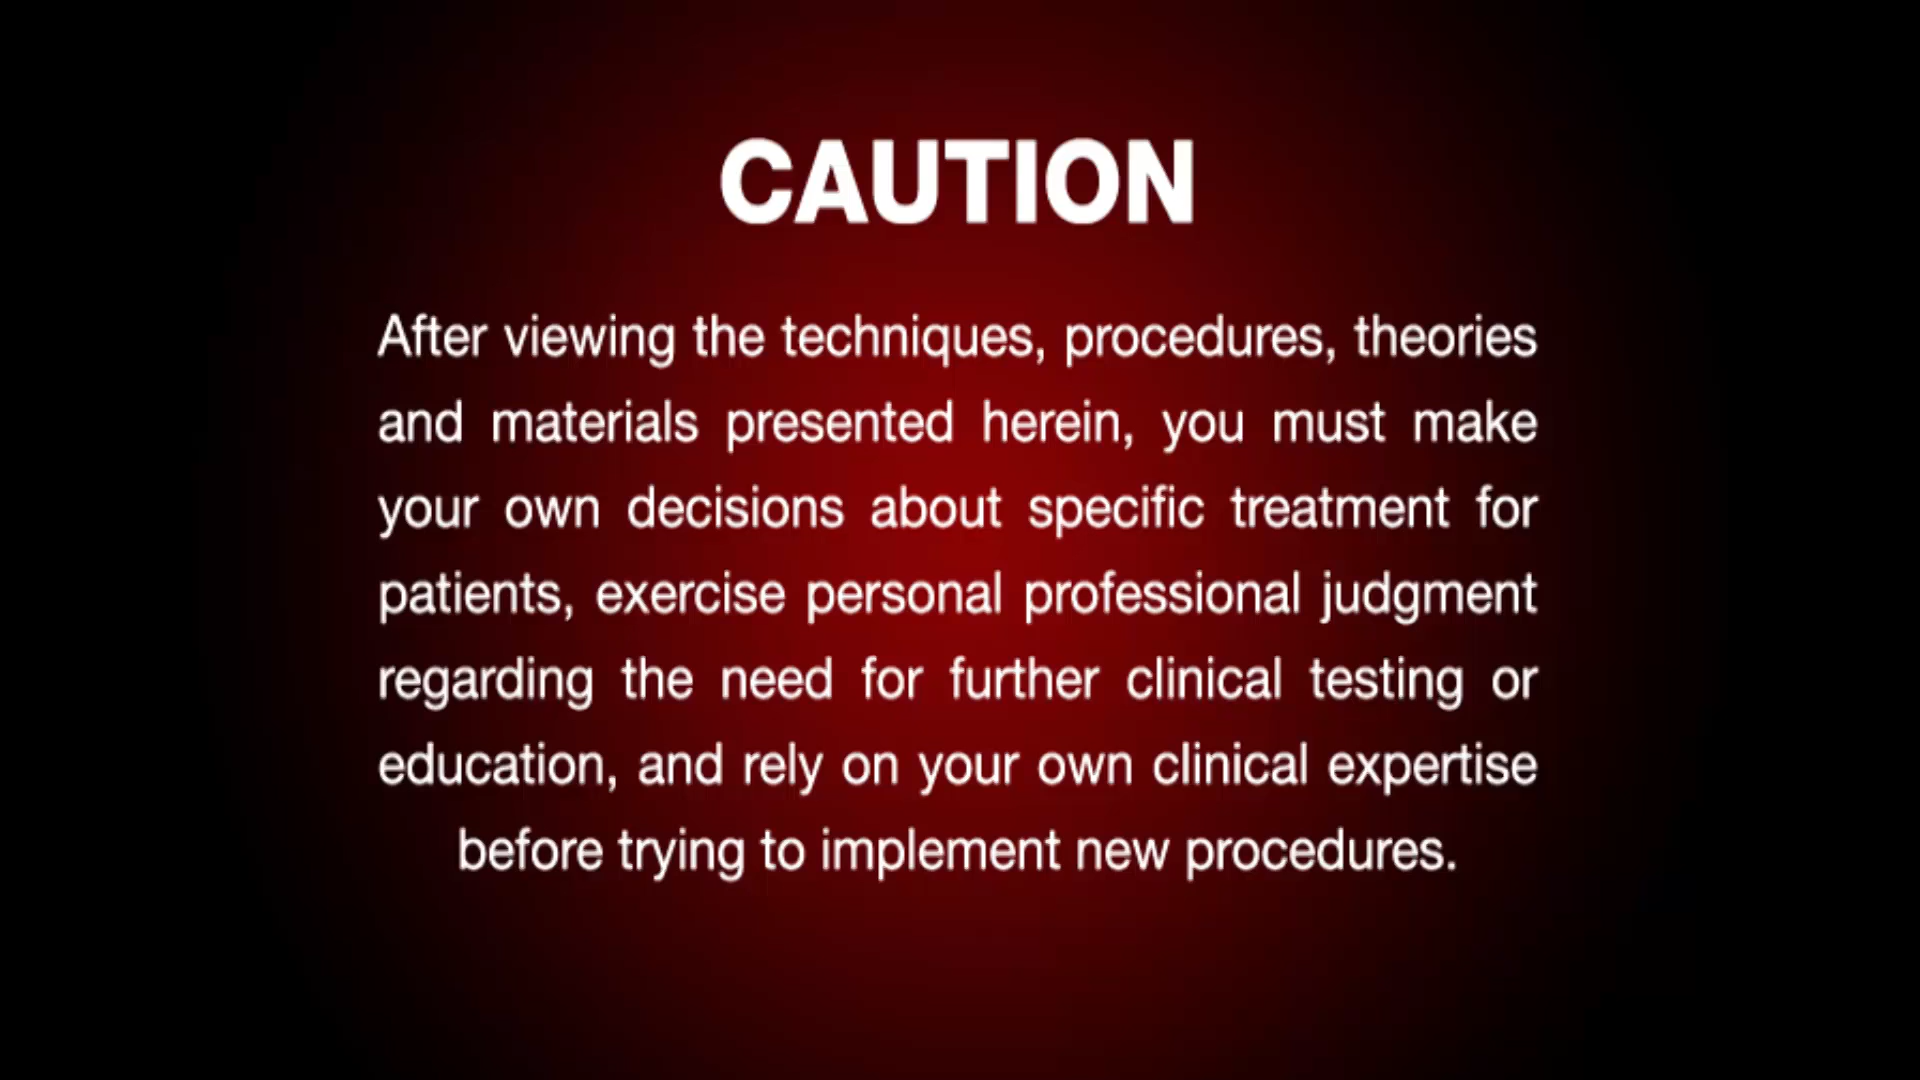 CAUTION
After viewing the techniques, procedures, theories
and materials presented herein, you must make
your own decisions about specific treatment for
patients, exercise personal professional judgment
regarding the need for further clinical testing or
education, and rely on your own clinical expertise
before trying to implement new procedures.